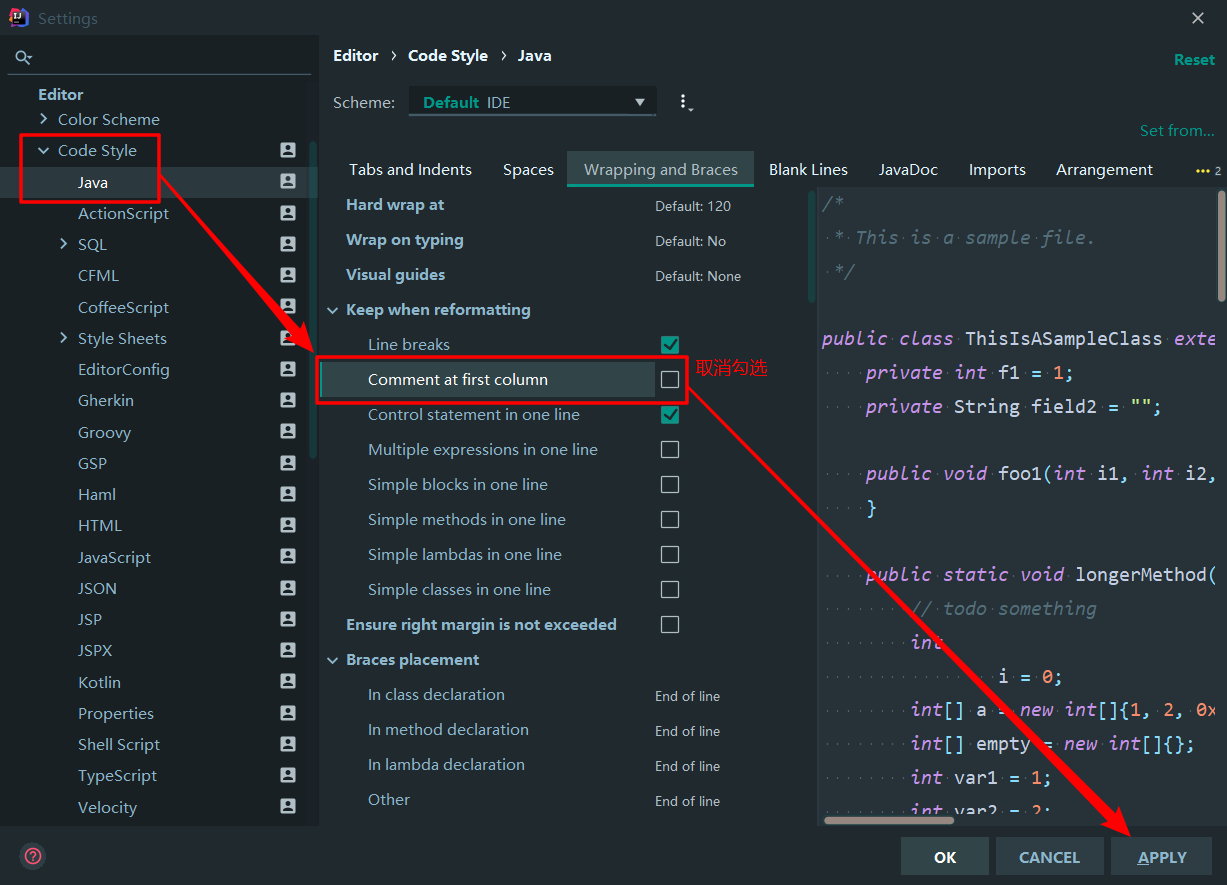 Settings
Editor
Color Scheme
Code Style
Java
ActionScript
SQL
CFML
CoffeeScript
Style Sheets
EditorConfig
Gherkin
Groovy
GSP
Haml
HTML
JavaScript
JSON
JSP
JSPX
Kotlin
Properties
Shell Script
TypeScript
Velocity
Editor › Code Style › Java
Reset
Scheme: Default IDE
Set from...
Tabs and Indents Spaces Wrapping and Braces Blank Lines JavaDoc Imports Arrangement ••• 2
Hard wrap at Default: 120
Wrap on typing Default: No
Visual guides Default: None
Keep when reformatting
Line breaks
Comment at first column 取消勾选
Control statement in one line
Multiple expressions in one line
Simple blocks in one line
Simple methods in one line
Simple lambdas in one line
Simple classes in one line
Ensure right margin is not exceeded
Braces placement
In class declaration End of line
In method declaration End of line
In lambda declaration End of line
Other End of line
/*
* This is a sample file.
*/
public class ThisIsASampleClass exte
private int f1 = 1;
private String field2 = "";
public void foo1(int i1, int i2,
}
public static void longerMethod(
// todo something
int
i = 0;
int[] a = new int[]{1, 2, 0x
int[] empty = new int[]{};
int var1 = 1;
int var2 = 2;
? OK CANCEL APPLY